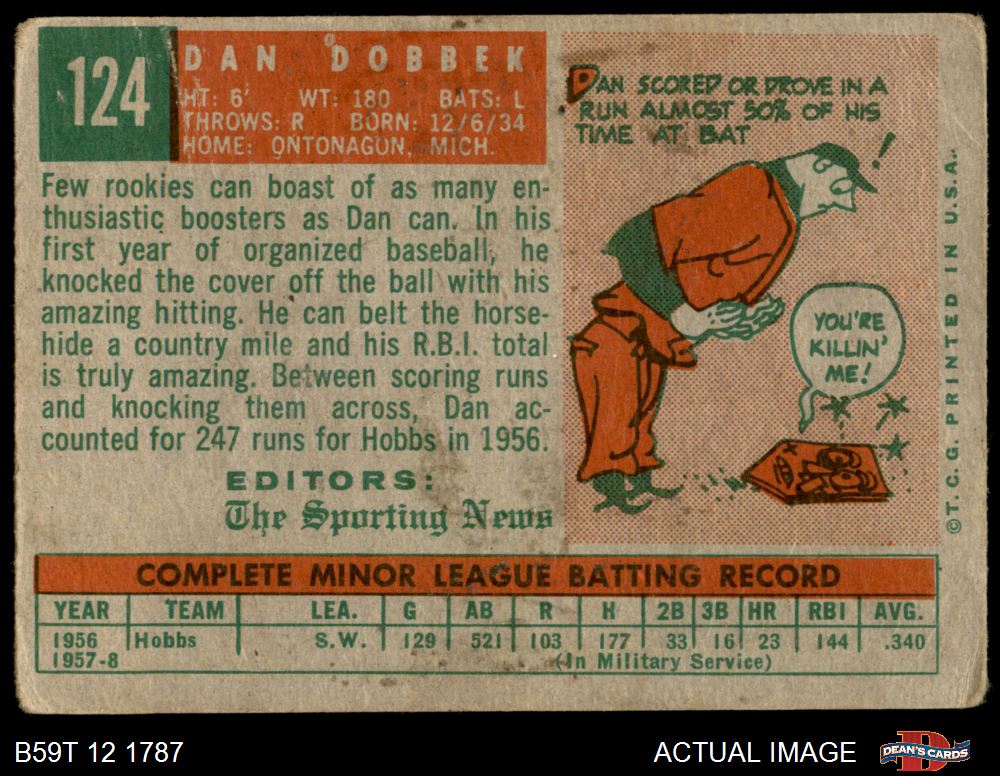 124
DAN DOBBEK
HT: 6' WT: 180 BATS: L
THROWS: R BORN: 12/6/34
HOME: ONTONAGON, MICH.
Few rookies can boast of as many en-
thusiastic boosters as Dan can. In his
first year of organized baseball, he
knocked the cover off the ball with his
amazing hitting. He can belt the horse-
hide a country mile and his R.B.I. total
is truly amazing. Between scoring runs
and knocking them across, Dan ac-
counted for 247 runs for Hobbs in 1956.
EDITORS:
The Sporting News
DAN SCORED OR DROVE IN A
RUN ALMOST 50% OF HIS
TIME AT BAT
!
YOU'RE
KILLIN'
ME!
©T.C.G. PRINTED IN U.S.A.
COMPLETE MINOR LEAGUE BATTING RECORD
YEAR TEAM LEA. G AB R H 2B 3B HR RBI AVG.
1956 Hobbs S.W. 129 521 103 177 33 16 23 144 .340
1957-8 (In Military Service)
B59T 12 1787 ACTUAL IMAGE DEAN'S CARDS